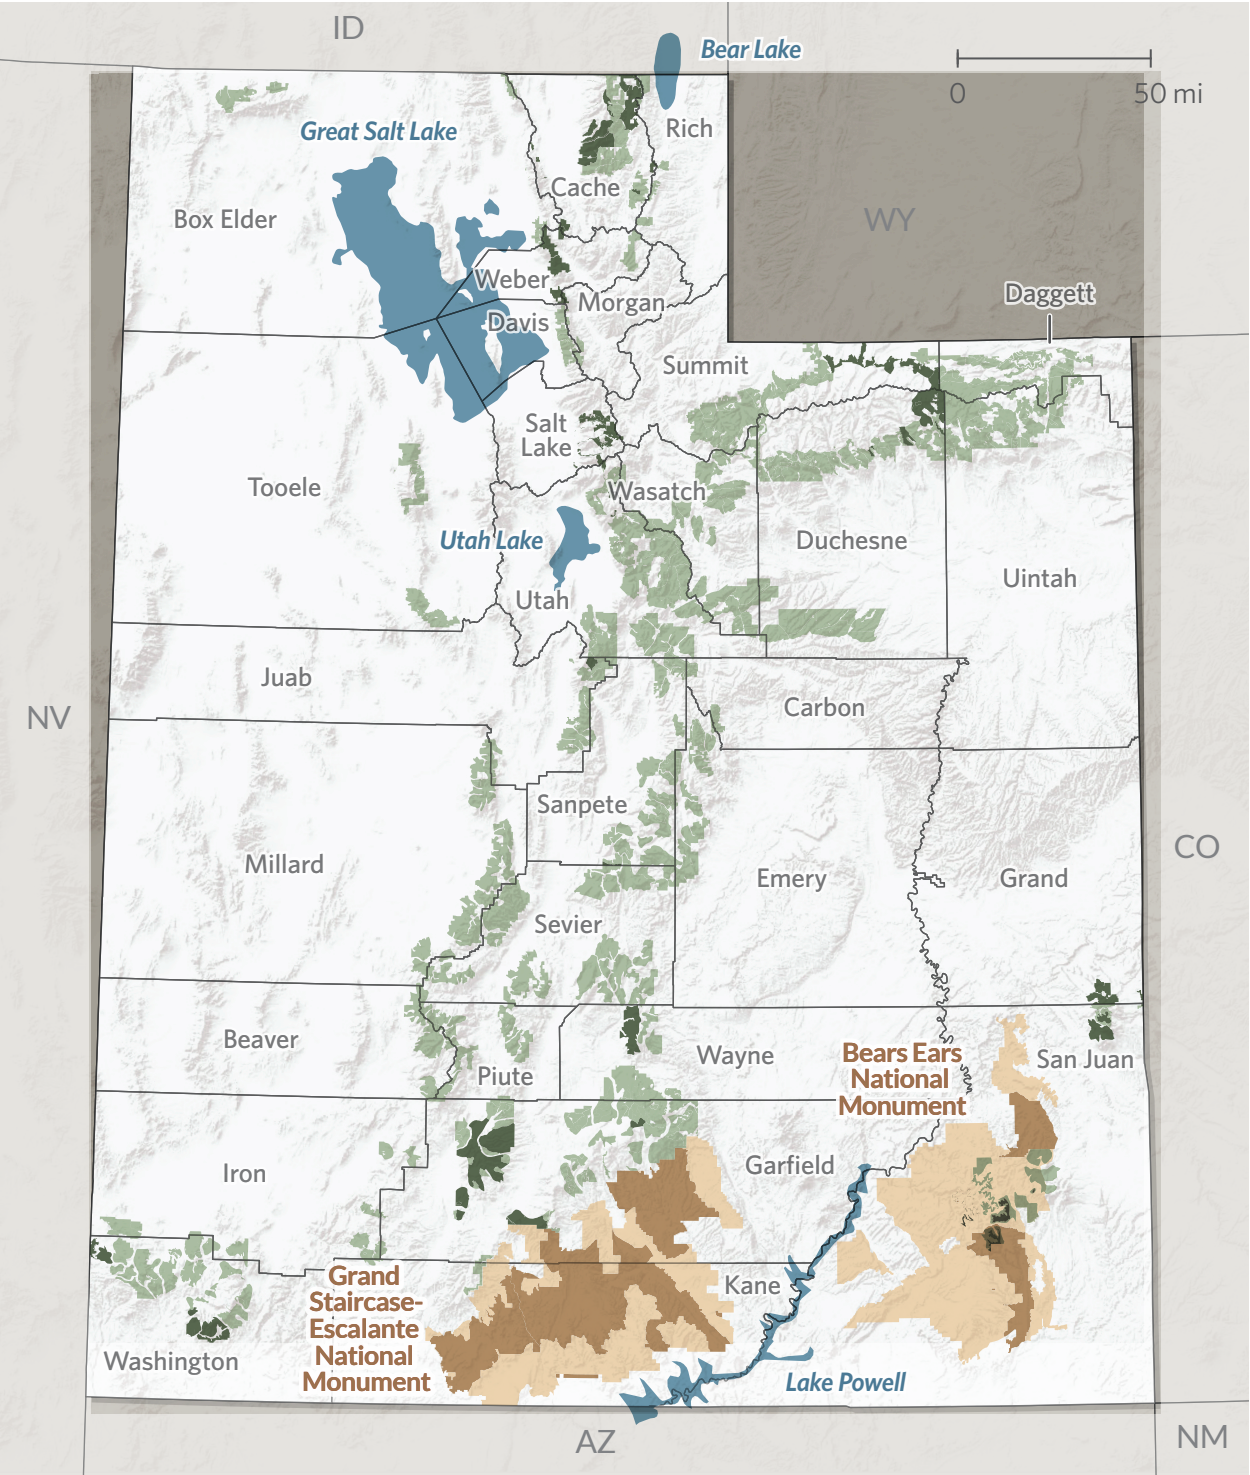 ID
Bear Lake
0
50 mi
Great Salt Lake
Rich
Cache
Box Elder
WY
Weber
Daggett
Morgan
Davis
Summit
Salt
Lake
Tooele
Wasatch
Utah Lake
Duchesne
Uintah
Utah
Juab
NV
Carbon
Sanpete
CO
Millard
Emery
Grand
Sevier
Beaver
Wayne
Bears Ears
National
Monument
San Juan
Piute
Iron
Garfield
Grand
Staircase-
Escalante
National
Monument
Kane
Washington
Lake Powell
AZ
NM